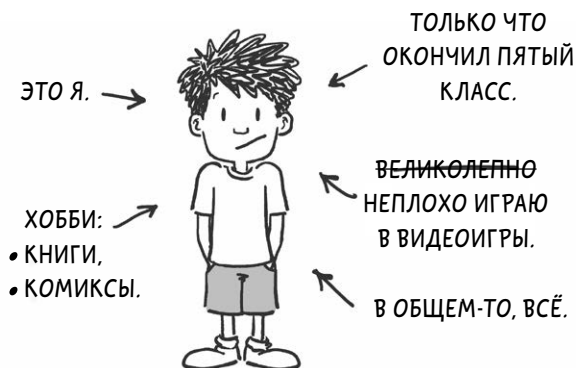 ЭТО Я.
ТОЛЬКО ЧТО
ОКОНЧИЛ ПЯТЫЙ
КЛАСС.
ВЕЛИКОЛЕПНО
НЕПЛОХО ИГРАЮ
В ВИДЕОИГРЫ.
ХОББИ:
• КНИГИ,
• КОМИКСЫ.
В ОБЩЕМ-ТО, ВСЁ.